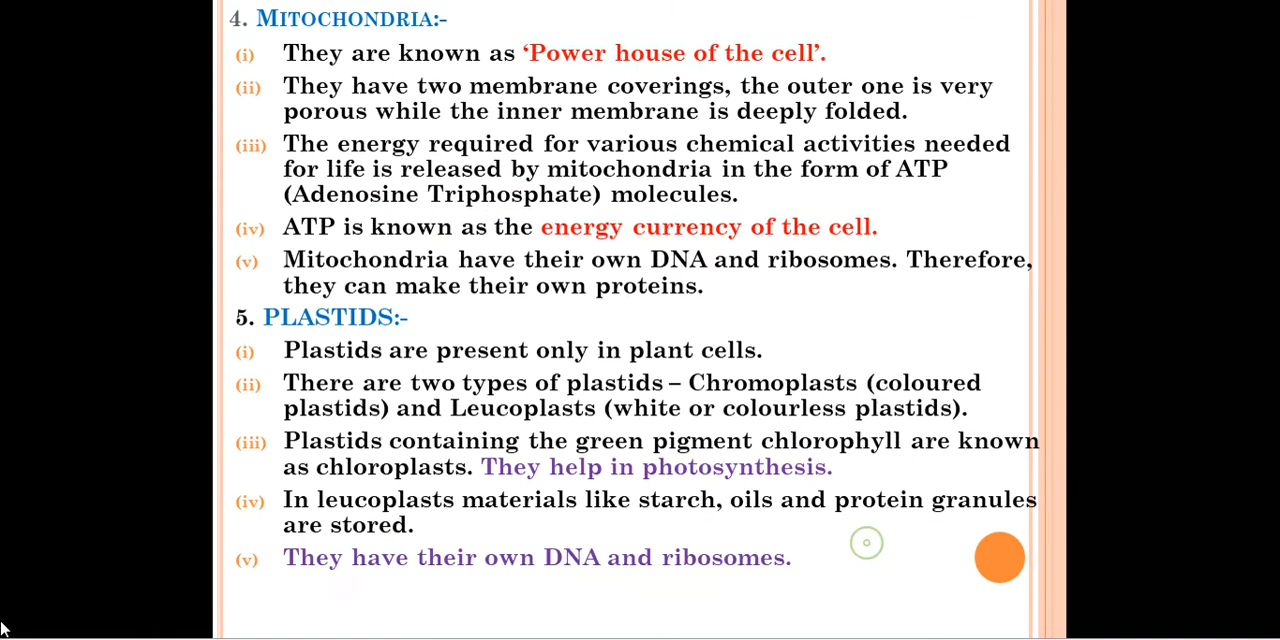 4. MITOCHONDRIA:-
(i) They are known as ‘Power house of the cell’.
(ii) They have two membrane coverings, the outer one is very
porous while the inner membrane is deeply folded.
(iii) The energy required for various chemical activities needed
for life is released by mitochondria in the form of ATP
(Adenosine Triphosphate) molecules.
(iv) ATP is known as the energy currency of the cell.
(v) Mitochondria have their own DNA and ribosomes. Therefore,
they can make their own proteins.
5. PLASTIDS:-
(i) Plastids are present only in plant cells.
(ii) There are two types of plastids – Chromoplasts (coloured
plastids) and Leucoplasts (white or colourless plastids).
(iii) Plastids containing the green pigment chlorophyll are known
as chloroplasts. They help in photosynthesis.
(iv) In leucoplasts materials like starch, oils and protein granules
are stored.
(v) They have their own DNA and ribosomes.